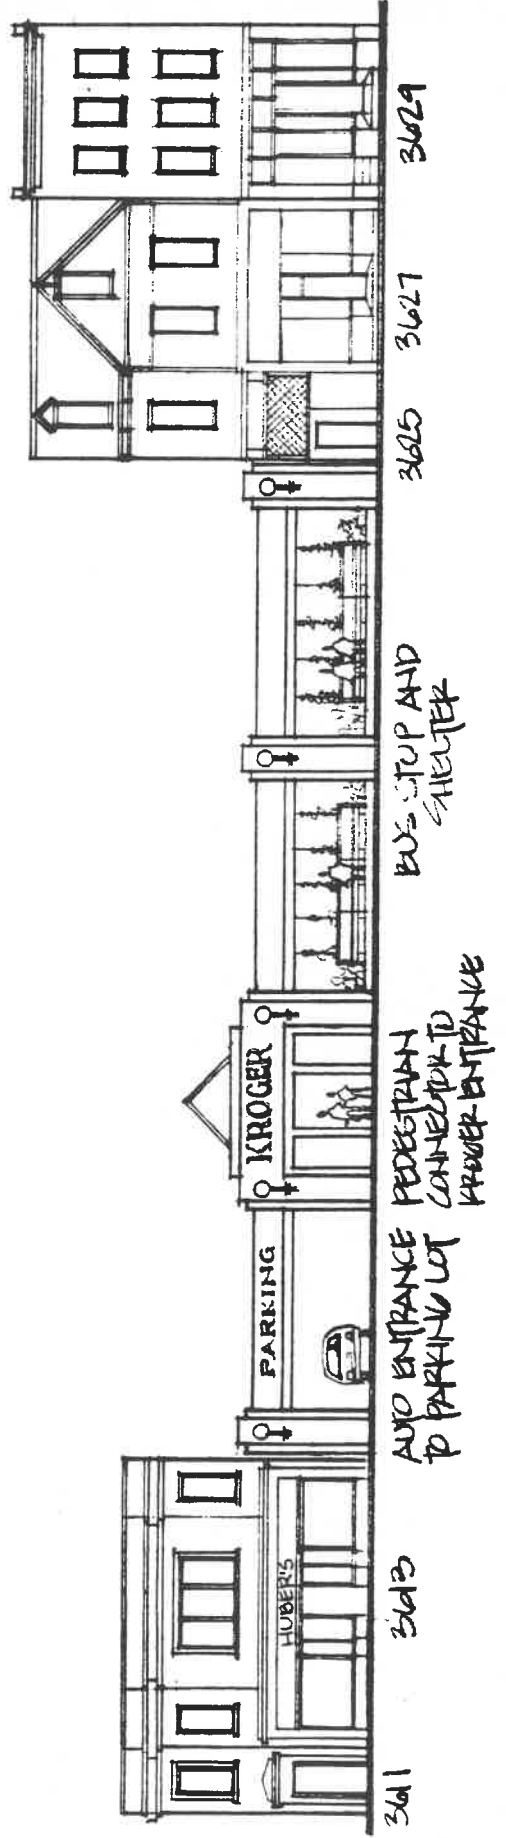 HUBER'S
PARKING
KROGER
3611
3613
AUTO ENTRANCE
TO PARKING LOT
PEDESTRIAN
CONNECTOR TO
KROGER ENTRANCE
BUS STOP AND
SHELTER
3625
3627
3629